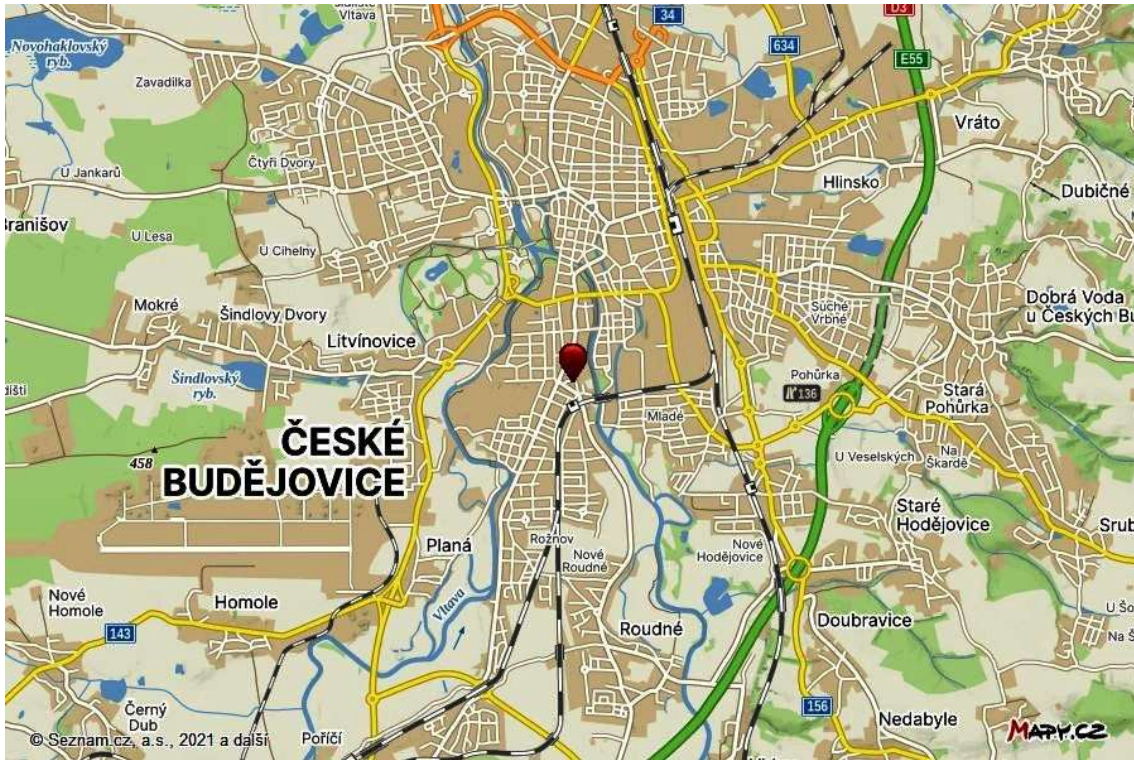 Sídliště
Vltava
34
D3
Novohaklovský
ryb.
634
E55
Zavadilka
Vráto
Čtyři Dvory
U Jankarů
Hlinsko
Dubičné
Branišov
U Lesa
U Cihelny
Mokré
Šindlovy Dvory
Litvínovice
Suché
Vrbné
Dobrá Voda
u Českých Bu
Šindlovský
ryb.
dišti
Pohůrka
136
Stará
Pohůrka
Mladé
ČESKÉ
BUDĚJOVICE
458
U Veselských
Na
Škardě
Staré
Hodějovice
Srub
Planá
Rožnov
Nové
Roudné
Nové
Hodějovice
Nové
Homole
Homole
Vltava
143
Roudné
Doubravice
U Šo
Na Š
Černý
Dub
156
Nedabyle
© Seznam.cz, a.s., 2021 a další
Poříčí
MAPY.CZ